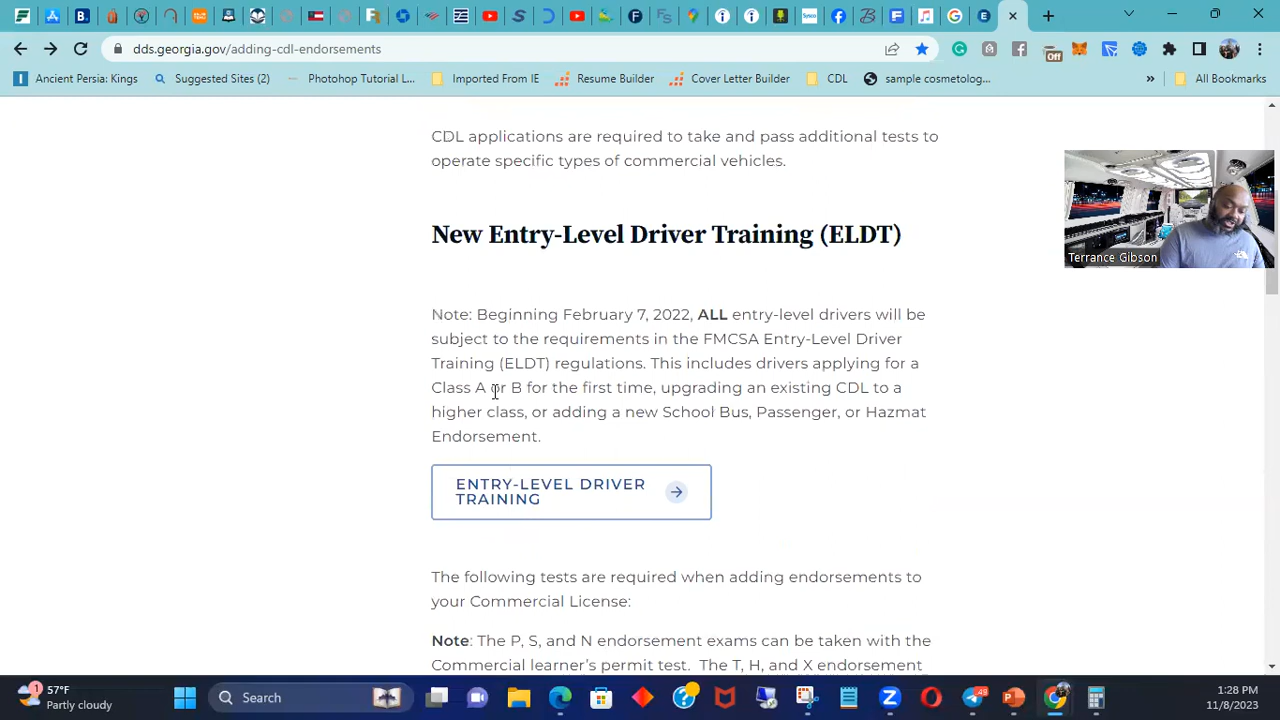 dds.georgia.gov/adding-cdl-endorsements
Off
Ancient Persia: Kings
Suggested Sites (2)
Photohop Tutorial L...
Imported From IE
Resume Builder
Cover Letter Builder
CDL
sample cosmetolog...
»
All Bookmarks
CDL applications are required to take and pass additional tests to
operate specific types of commercial vehicles.
New Entry-Level Driver Training (ELDT)
Terrance Gibson
Note: Beginning February 7, 2022, ALL entry-level drivers will be
subject to the requirements in the FMCSA Entry-Level Driver
Training (ELDT) regulations. This includes drivers applying for a
Class A or B for the first time, upgrading an existing CDL to a
higher class, or adding a new School Bus, Passenger, or Hazmat
Endorsement.
ENTRY-LEVEL DRIVER
TRAINING
The following tests are required when adding endorsements to
your Commercial License:
Note: The P, S, and N endorsement exams can be taken with the
Commercial learner's permit test. The T, H, and X endorsement
1
57°F
Partly cloudy
Search
1:28 PM
11/8/2023